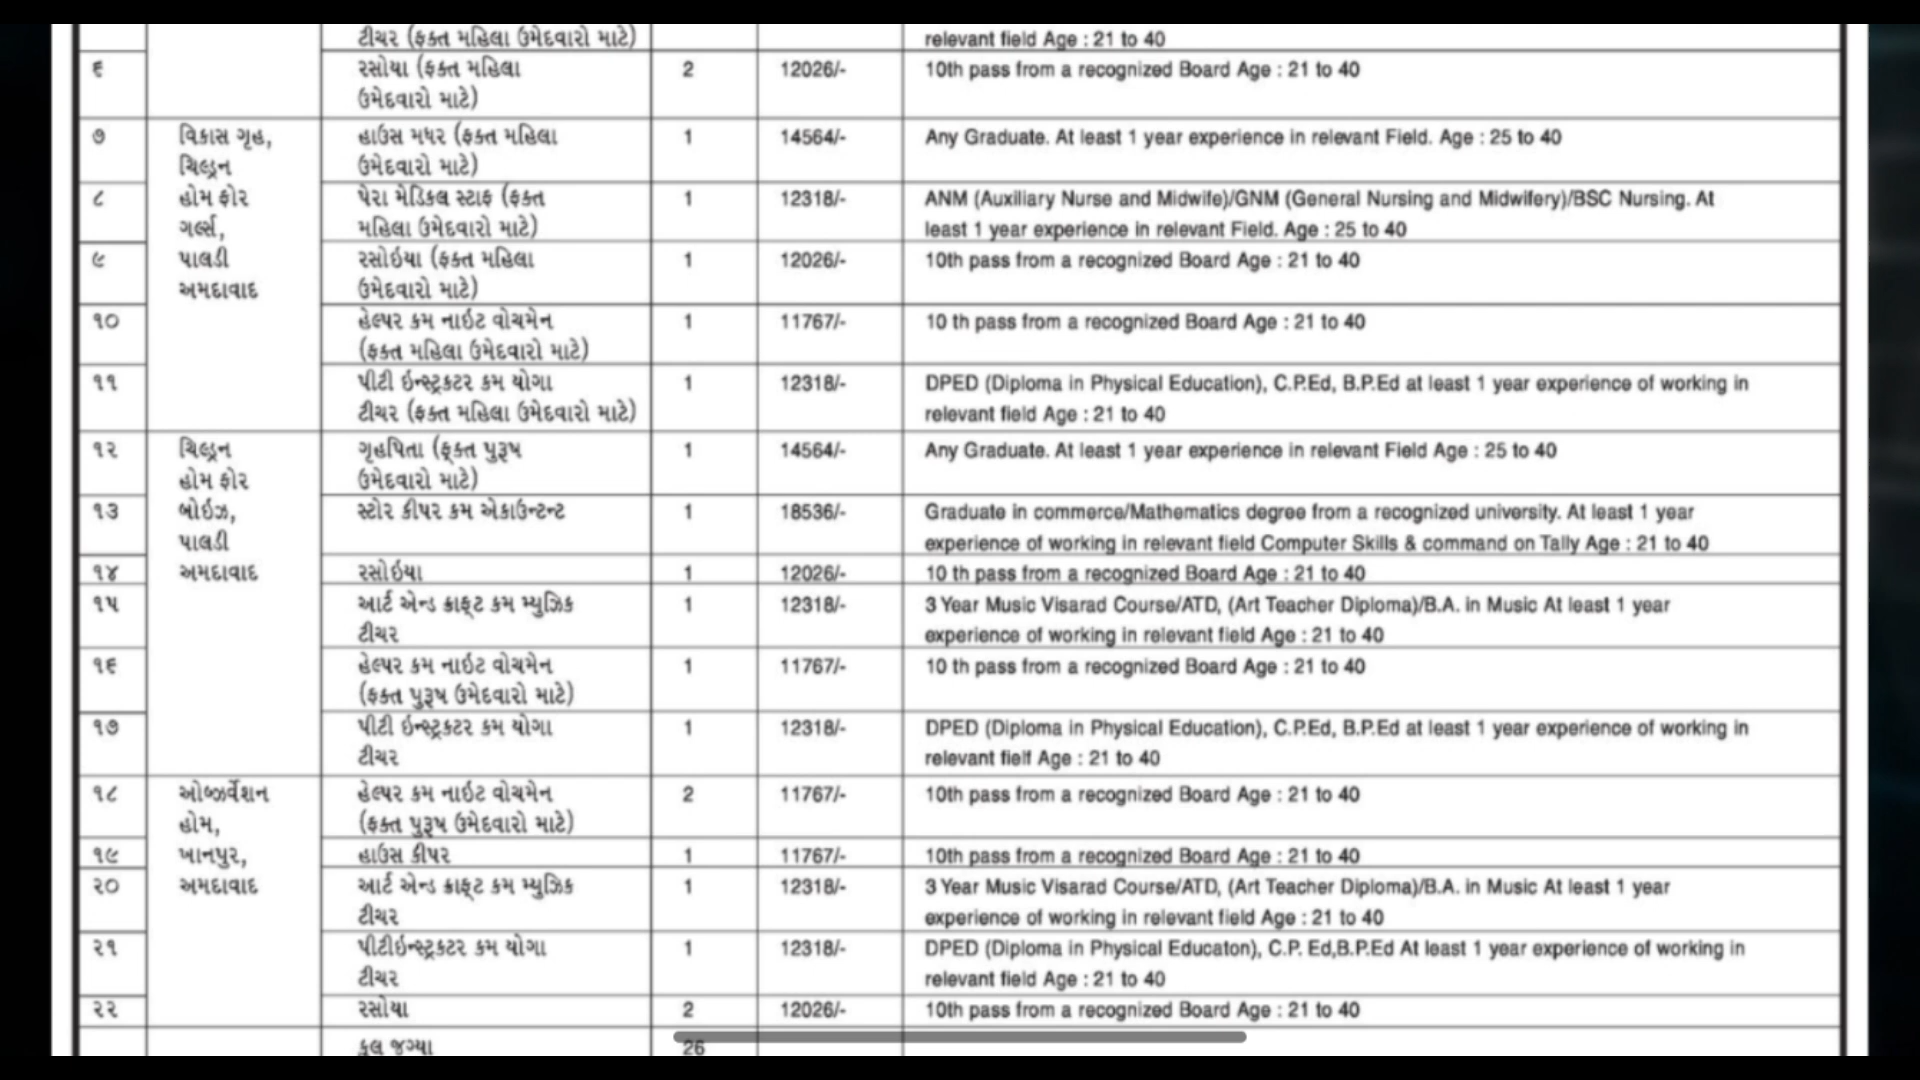 ટીચર (ફક્ત મહિલા ઉમેદવારો માટે)
relevant field Age : 21 to 40
૬ રસોયા (ફક્ત મહિલા 2 12026/- 10th pass from a recognized Board Age : 21 to 40
ઉમેદવારો માટે)
૭ વિકાસ ગૃહ, હાઉસ મધર (ફક્ત મહિલા 1 14564/- Any Graduate. At least 1 year experience in relevant Field. Age : 25 to 40
ચિલ્ડ્રન ઉમેદવારો માટે)
૮ હોમ ફોર પેરા મેડિકલ સ્ટાફ (ફક્ત 1 12318/- ANM (Auxiliary Nurse and Midwife)/GNM (General Nursing and Midwifery)/BSC Nursing. At
ગર્લ્સ, મહિલા ઉમેદવારો માટે) least 1 year experience in relevant Field. Age : 25 to 40
૯ પાલડી રસોઇયા (ફક્ત મહિલા 1 12026/- 10th pass from a recognized Board Age : 21 to 40
અમદાવાદ ઉમેદવારો માટે)
૧૦ હેલ્પર કમ નાઇટ વોચમેન 1 11767/- 10 th pass from a recognized Board Age : 21 to 40
(ફક્ત મહિલા ઉમેદવારો માટે)
૧૧ પીટી ઇન્સ્ટ્રક્ટર કમ યોગા 1 12318/- DPED (Diploma in Physical Education), C.P.Ed, B.P.Ed at least 1 year experience of working in
ટીચર (ફક્ત મહિલા ઉમેદવારો માટે) relevant field Age : 21 to 40
૧૨ ચિલ્ડ્રન ગૃહપિતા (ફક્ત પુરૂષ 1 14564/- Any Graduate. At least 1 year experience in relevant Field Age : 25 to 40
હોમ ફોર ઉમેદવારો માટે)
૧૩ બોઇઝ, સ્ટોર કીપર કમ એકાઉન્ટન્ટ 1 18536/- Graduate in commerce/Mathematics degree from a recognized university. At least 1 year
પાલડી experience of working in relevant field Computer Skills & command on Tally Age : 21 to 40
૧૪ અમદાવાદ રસોઇયા 1 12026/- 10 th pass from a recognized Board Age : 21 to 40
૧૫ આર્ટ એન્ડ ક્રાફ્ટ કમ મ્યુઝિક 1 12318/- 3 Year Music Visarad Course/ATD, (Art Teacher Diploma)/B.A. in Music At least 1 year
ટીચર experience of working in relevant field Age : 21 to 40
૧૬ હેલ્પર કમ નાઇટ વોચમેન 1 11767/- 10 th pass from a recognized Board Age : 21 to 40
(ફક્ત પુરૂષ ઉમેદવારો માટે)
૧૭ પીટી ઇન્સ્ટ્રક્ટર કમ યોગા 1 12318/- DPED (Diploma in Physical Education), C.P.Ed, B.P.Ed at least 1 year experience of working in
ટીચર relevant fielf Age : 21 to 40
૧૮ ઓબ્ઝર્વેશન હેલ્પર કમ નાઇટ વોચમેન 2 11767/- 10th pass from a recognized Board Age : 21 to 40
હોમ, (ફક્ત પુરૂષ ઉમેદવારો માટે)
૧૯ ખાનપુર, હાઉસ કીપર 1 11767/- 10th pass from a recognized Board Age : 21 to 40
૨૦ અમદાવાદ આર્ટ એન્ડ ક્રાફ્ટ કમ મ્યુઝિક 1 12318/- 3 Year Music Visarad Course/ATD, (Art Teacher Diploma)/B.A. in Music At least 1 year
ટીચર experience of working in relevant field Age : 21 to 40
૨૧ પીટીઇન્સ્ટ્રક્ટર કમ યોગા 1 12318/- DPED (Diploma in Physical Educaton), C.P. Ed,B.P.Ed At least 1 year experience of working in
ટીચર relevant field Age : 21 to 40
૨૨ રસોયા 2 12026/- 10th pass from a recognized Board Age : 21 to 40
કુલ જગ્યા 26